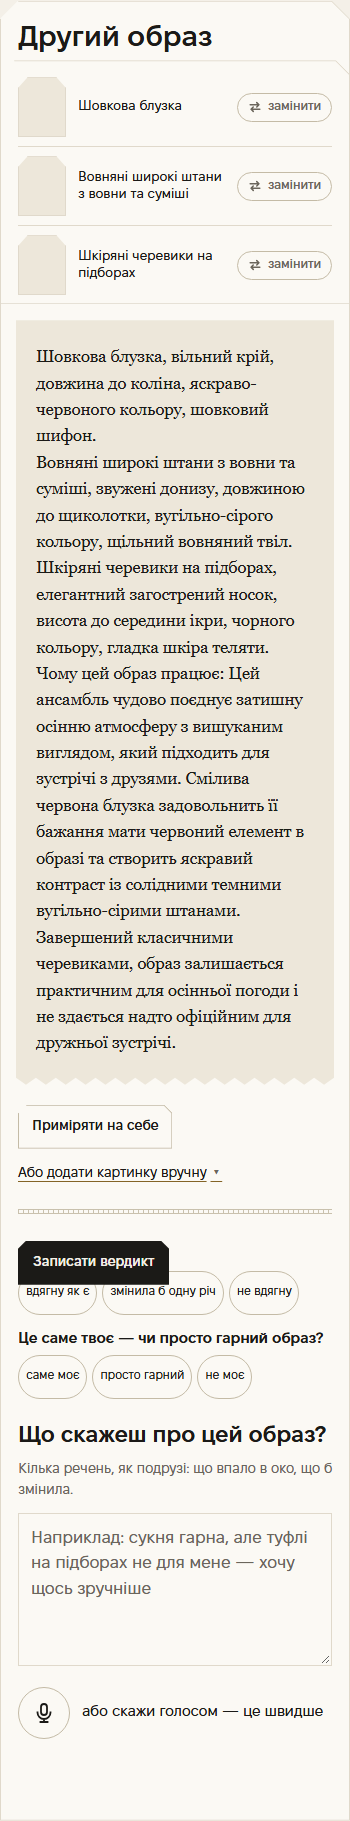 Другий образ
Шовкова блузка
замінити
Вовняні широкі штани
з вовни та суміші
замінити
Шкіряні черевики на
підборах
замінити
Шовкова блузка, вільний крій,
довжина до коліна, яскраво-
червоного кольору, шовковий
шифон.
Вовняні широкі штани з вовни та
суміші, звужені донизу, довжиною
до щиколотки, вугільно-сірого
кольору, щільний вовняний твіл.
Шкіряні черевики на підборах,
елегантний загострений носок,
висота до середини ікри, чорного
кольору, гладка шкіра теляти.
Чому цей образ працює: Цей
ансамбль чудово поєднує затишну
осінню атмосферу з вишуканим
виглядом, який підходить для
зустрічі з друзями. Смілива
червона блузка задовольнить її
бажання мати червоний елемент в
образі та створить яскравий
контраст із солідними темними
вугільно-сірими штанами.
Завершений класичними
черевиками, образ залишається
практичним для осінньої погоди і
не здається надто офіційним для
дружньої зустрічі.
Приміряти на себе
Або додати картинку вручну
Записати вердикт
вдягну як є
змінила б одну річ
не вдягну
Це саме твоє — чи просто гарний образ?
саме моє
просто гарний
не моє
Що скажеш про цей образ?
Кілька речень, як подрузі: що впало в око, що б
змінила.
Наприклад: сукня гарна, але туфлі
на підборах не для мене — хочу
щось зручніше
або скажи голосом — це швидше